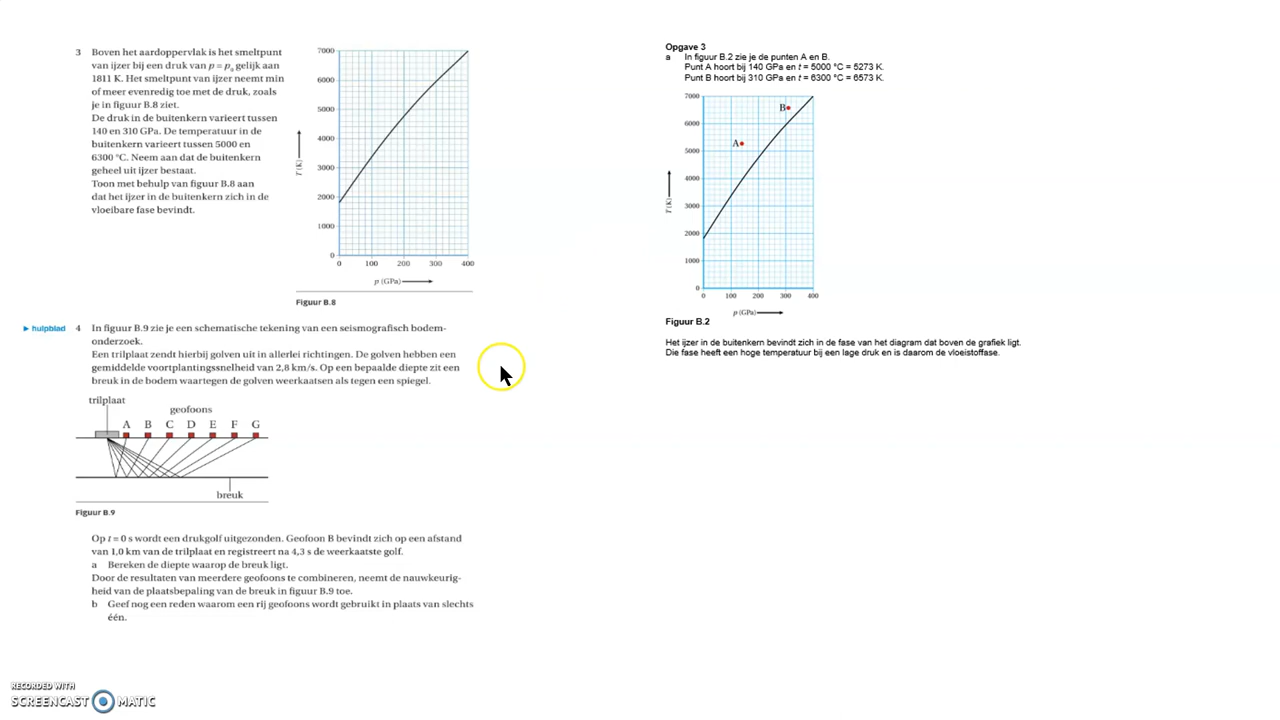 3 Boven het aardoppervlak is het smeltpunt
van ijzer bij een druk van p = p₀ gelijk aan
1811 K. Het smeltpunt van ijzer neemt min
of meer evenredig toe met de druk, zoals
je in figuur B.8 ziet.
De druk in de buitenkern varieert tussen
140 en 310 GPa. De temperatuur in de
buitenkern varieert tussen 5000 en
6300 °C. Neem aan dat de buitenkern
geheel uit ijzer bestaat.
Toon met behulp van figuur B.8 aan
dat het ijzer in de buitenkern zich in de
vloeibare fase bevindt.
7000
6000
5000
4000
3000
2000
1000
0
T (K)
0 100 200 300 400
p (GPa)
Figuur B.8
▶ hulpblad 4 In figuur B.9 zie je een schematische tekening van een seismografisch bodem-
onderzoek.
Een trilplaat zendt hierbij golven uit in allerlei richtingen. De golven hebben een
gemiddelde voortplantingssnelheid van 2,8 km/s. Op een bepaalde diepte zit een
breuk in de bodem waartegen de golven weerkaatsen als tegen een spiegel.
trilplaat
geofoons
A B C D E F G
breuk
Figuur B.9
Op t = 0 s wordt een drukgolf uitgezonden. Geofoon B bevindt zich op een afstand
van 1,0 km van de trilplaat en registreert na 4,3 s de weerkaatste golf.
a Bereken de diepte waarop de breuk ligt.
Door de resultaten van meerdere geofoons te combineren, neemt de nauwkeurig-
heid van de plaatsbepaling van de breuk in figuur B.9 toe.
b Geef nog een reden waarom een rij geofoons wordt gebruikt in plaats van slechts
één.
Opgave 3
a In figuur B.2 zie je de punten A en B.
Punt A hoort bij 140 GPa en t = 5000 °C = 5273 K.
Punt B hoort bij 310 GPa en t = 6300 °C = 6573 K.
7000
6000
5000
4000
3000
2000
1000
0
T (K)
A
B
0 100 200 300 400
p (GPa)
Figuur B.2
Het ijzer in de buitenkern bevindt zich in de fase van het diagram dat boven de grafiek ligt.
Die fase heeft een hoge temperatuur bij een lage druk en is daarom de vloeistoffase.
RECORDED WITH
SCREENCAST MATIC